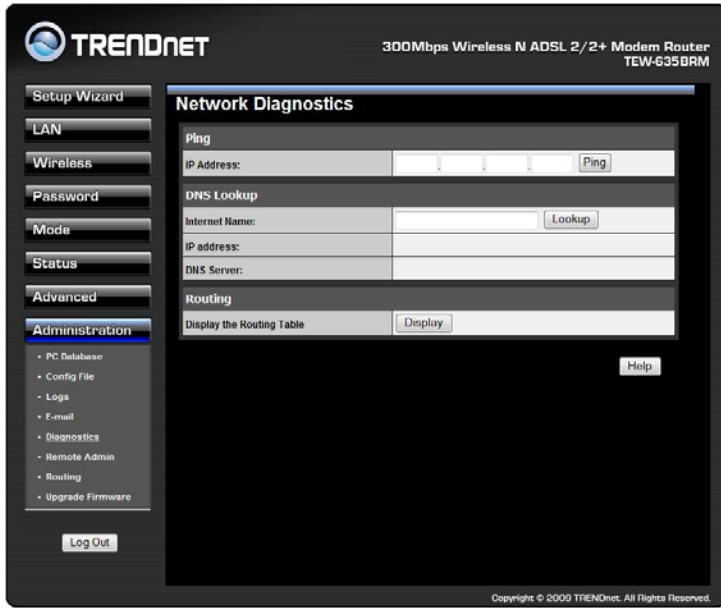 TRENDNET
300Mbps Wireless N ADSL 2/2+ Modem Router
TEW-635BRM
Setup Wizard
LAN
Wireless
Password
Mode
Status
Advanced
Administration
PC Database
Config File
Logs
E-mail
Diagnostics
Remote Admin
Routing
Upgrade Firmware
Log Out
Network Diagnostics
Ping
IP Address:
. . .
Ping
DNS Lookup
Internet Name:
Lookup
IP address:
DNS Server:
Routing
Display the Routing Table
Display
Help
Copyright © 2009 TRENDnet. All Rights Reserved.